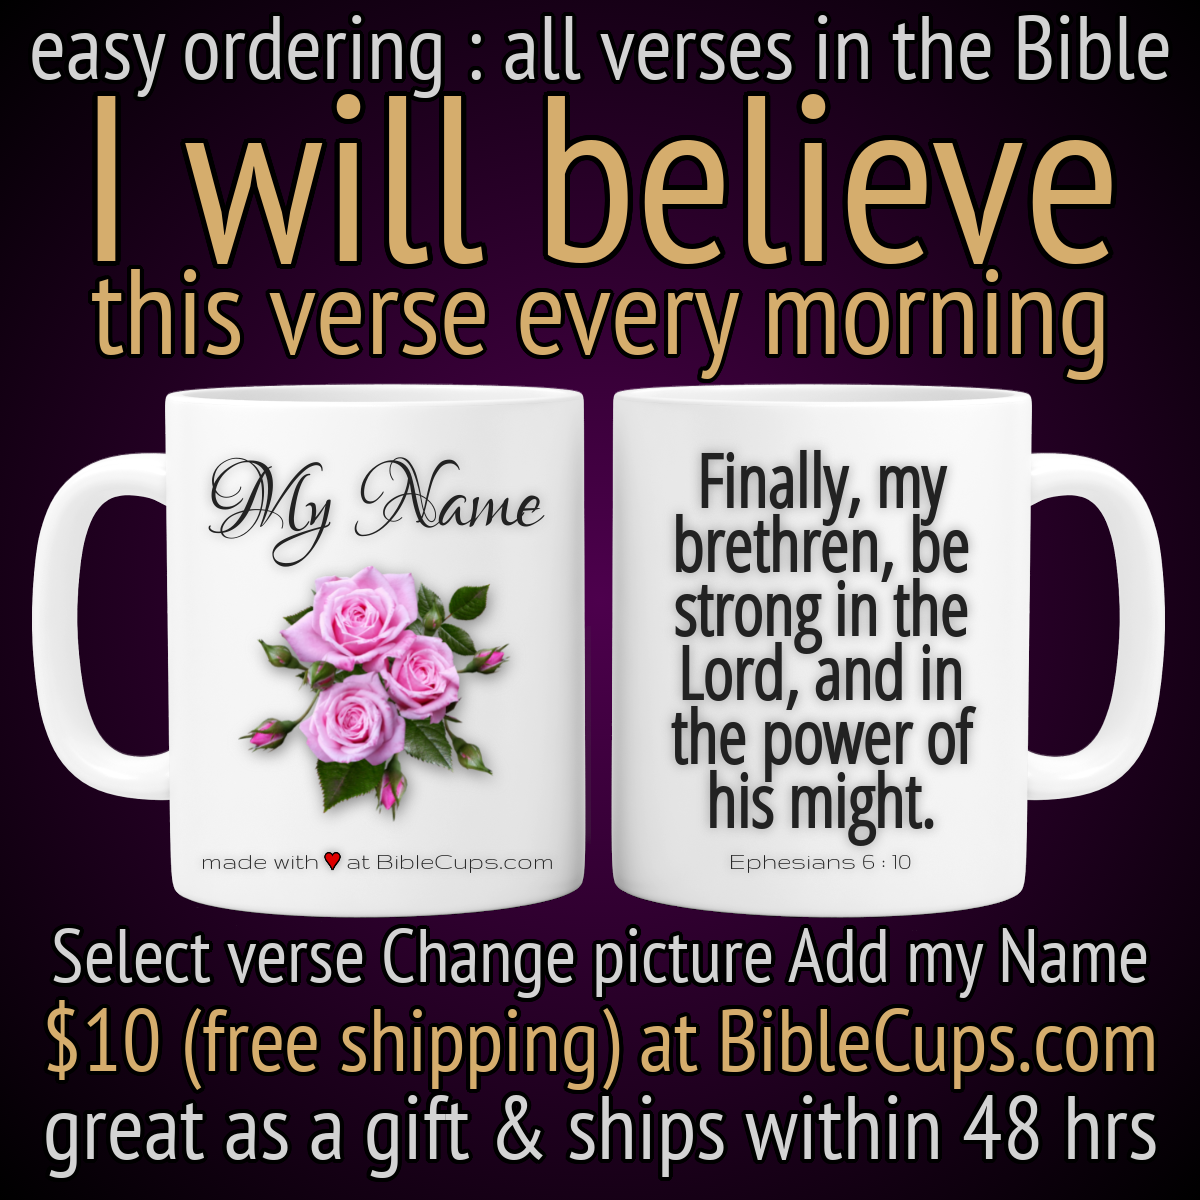 easy ordering : all verses in the Bible
I will believe
this verse every morning
My Name
made with ♥ at BibleCups.com
Finally, my
brethren, be
strong in the
Lord, and in
the power of
his might.
Ephesians 6 : 10
Select verse Change picture Add my Name
$10 (free shipping) at BibleCups.com
great as a gift & ships within 48 hrs